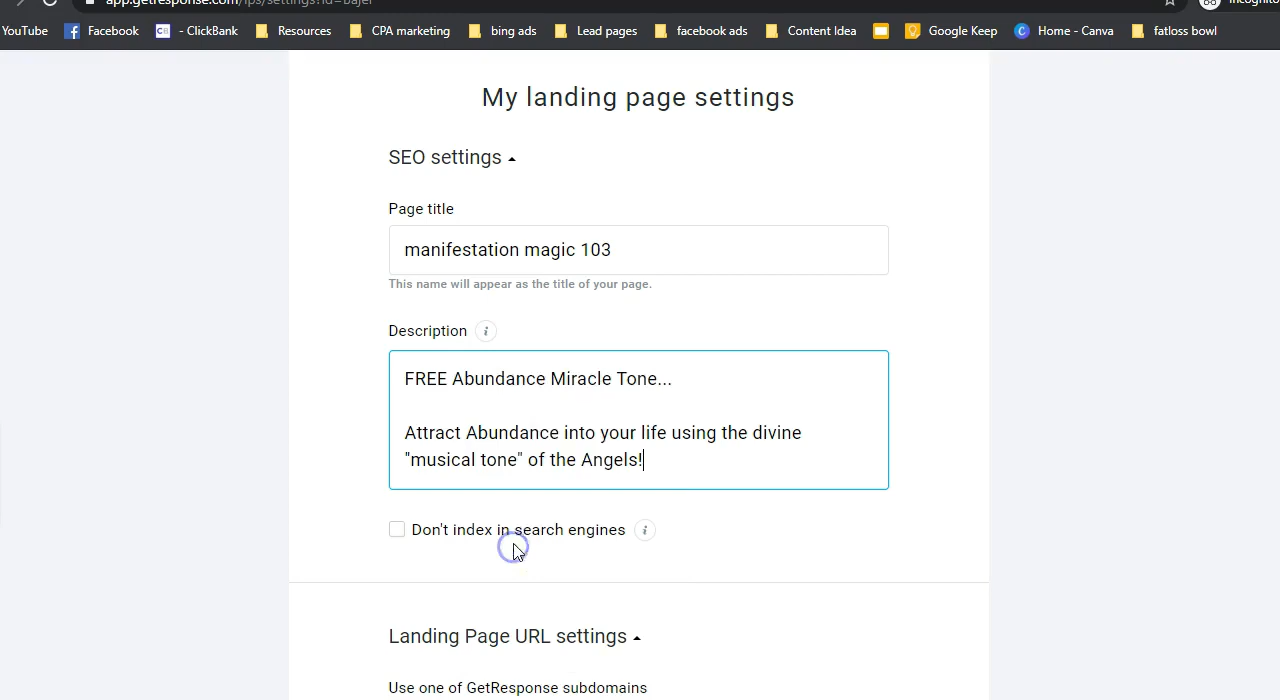 app.getresponse.com/lps/settings?id=bajer
Incognito
YouTube Facebook CB - ClickBank Resources CPA marketing bing ads Lead pages facebook ads Content Idea Google Keep C Home - Canva fatloss bowl
My landing page settings
SEO settings
Page title
manifestation magic 103
This name will appear as the title of your page.
Description i
FREE Abundance Miracle Tone...
Attract Abundance into your life using the divine
"musical tone" of the Angels!
Don't index in search engines i
Landing Page URL settings
Use one of GetResponse subdomains